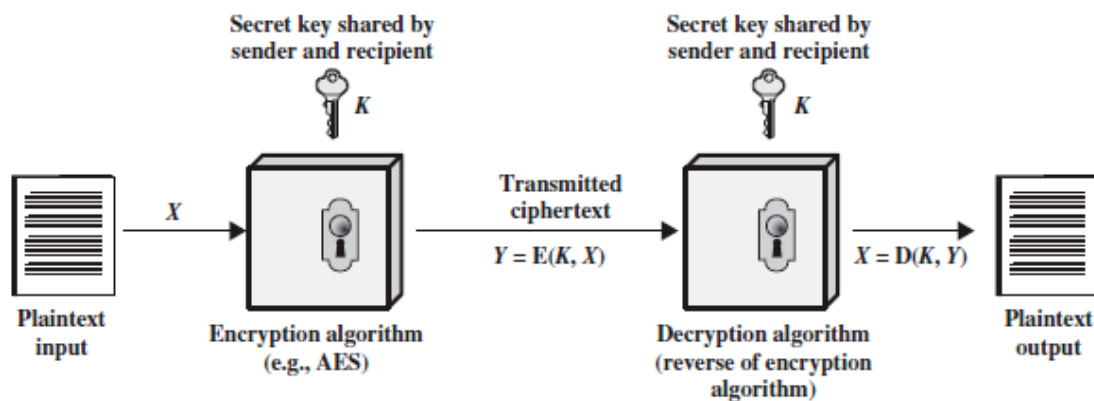 Secret key shared by
sender and recipient
K
Secret key shared by
sender and recipient
K
X
Transmitted
ciphertext
Y = E(K, X)
X = D(K, Y)
Plaintext
input
Encryption algorithm
(e.g., AES)
Decryption algorithm
(reverse of encryption
algorithm)
Plaintext
output